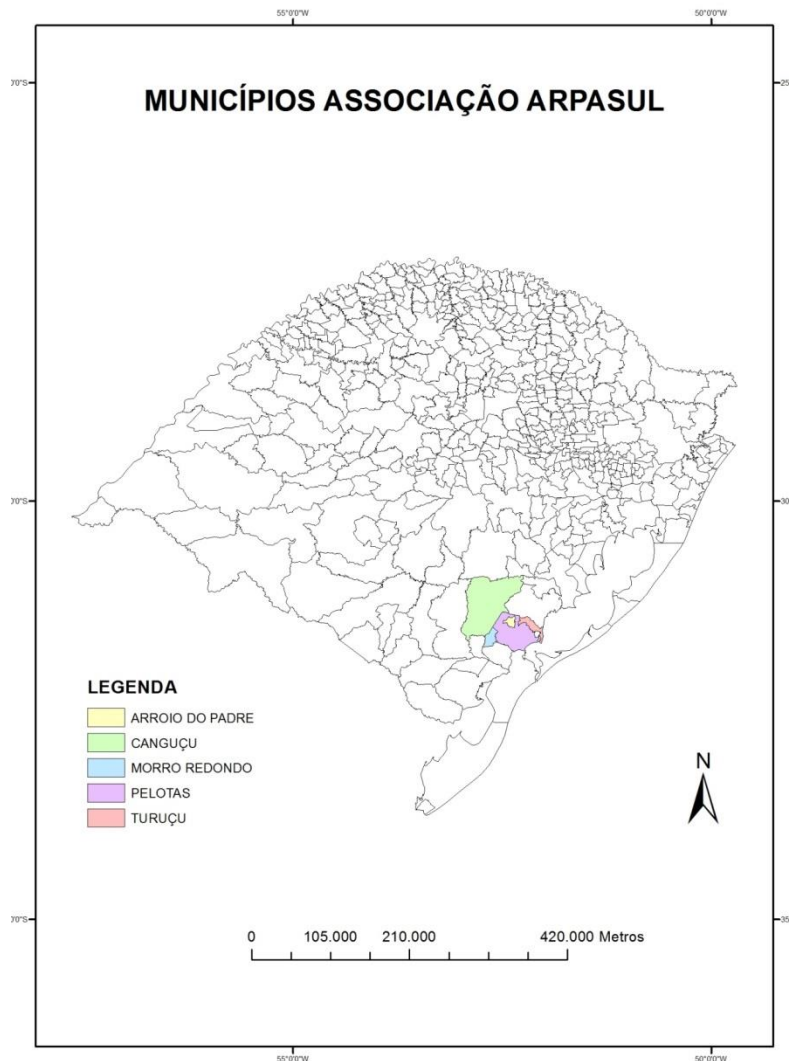 55°0'0"W 50°0'0"W
MUNICÍPIOS ASSOCIAÇÃO ARPASUL
LEGENDA
ARROIO DO PADRE
CANGUÇU
MORRO REDONDO
PELOTAS
TURUÇU
N
0 105.000 210.000 420.000 Metros
55°0'0"W 50°0'0"W